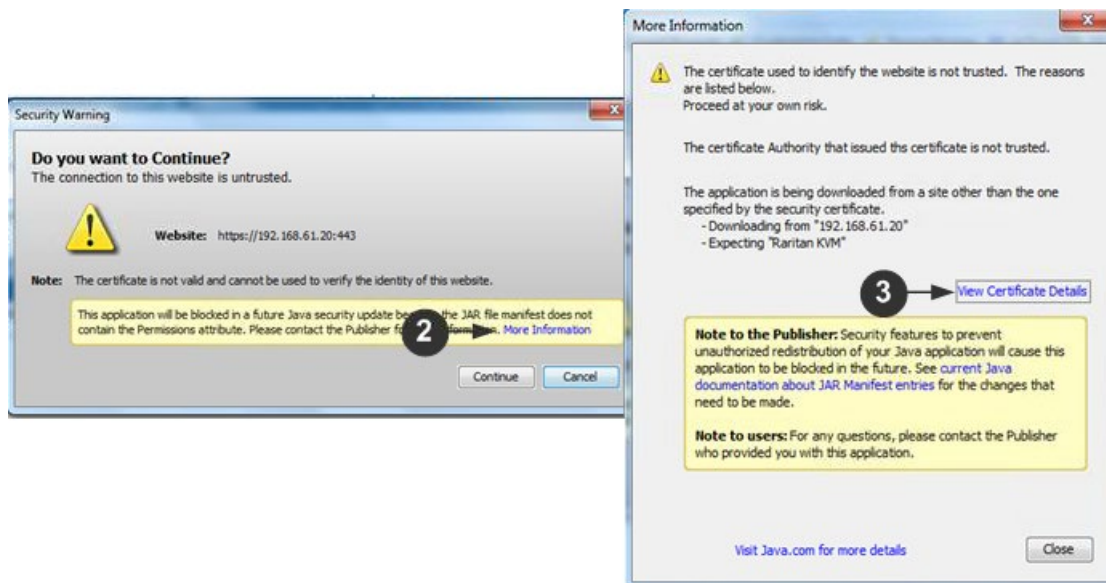 Security Warning
Do you want to Continue?
The connection to this website is untrusted.
Website: https://192.168.61.20:443
Note: The certificate is not valid and cannot be used to verify the identity of this website.
This application will be blocked in a future Java security update the JAR file manifest does not
contain the Permissions attribute. Please contact the Publisher More Information
2
Continue Cancel
More Information
The certificate used to identify the website is not trusted. The reasons
are listed below.
Proceed at your own risk.
The certificate Authority that issued ths certificate is not trusted.
The application is being downloaded from a site other than the one
specified by the security certificate.
- Downloading from "192.168.61.20"
- Expecting "Raritan KVM"
3 View Certificate Details
Note to the Publisher: Security features to prevent
unauthorized redistribution of your Java application will cause this
application to be blocked in the future. See current Java
documentation about JAR Manifest entries for the changes that
need to be made.
Note to users: For any questions, please contact the Publisher
who provided you with this application.
Visit Java.com for more details Close